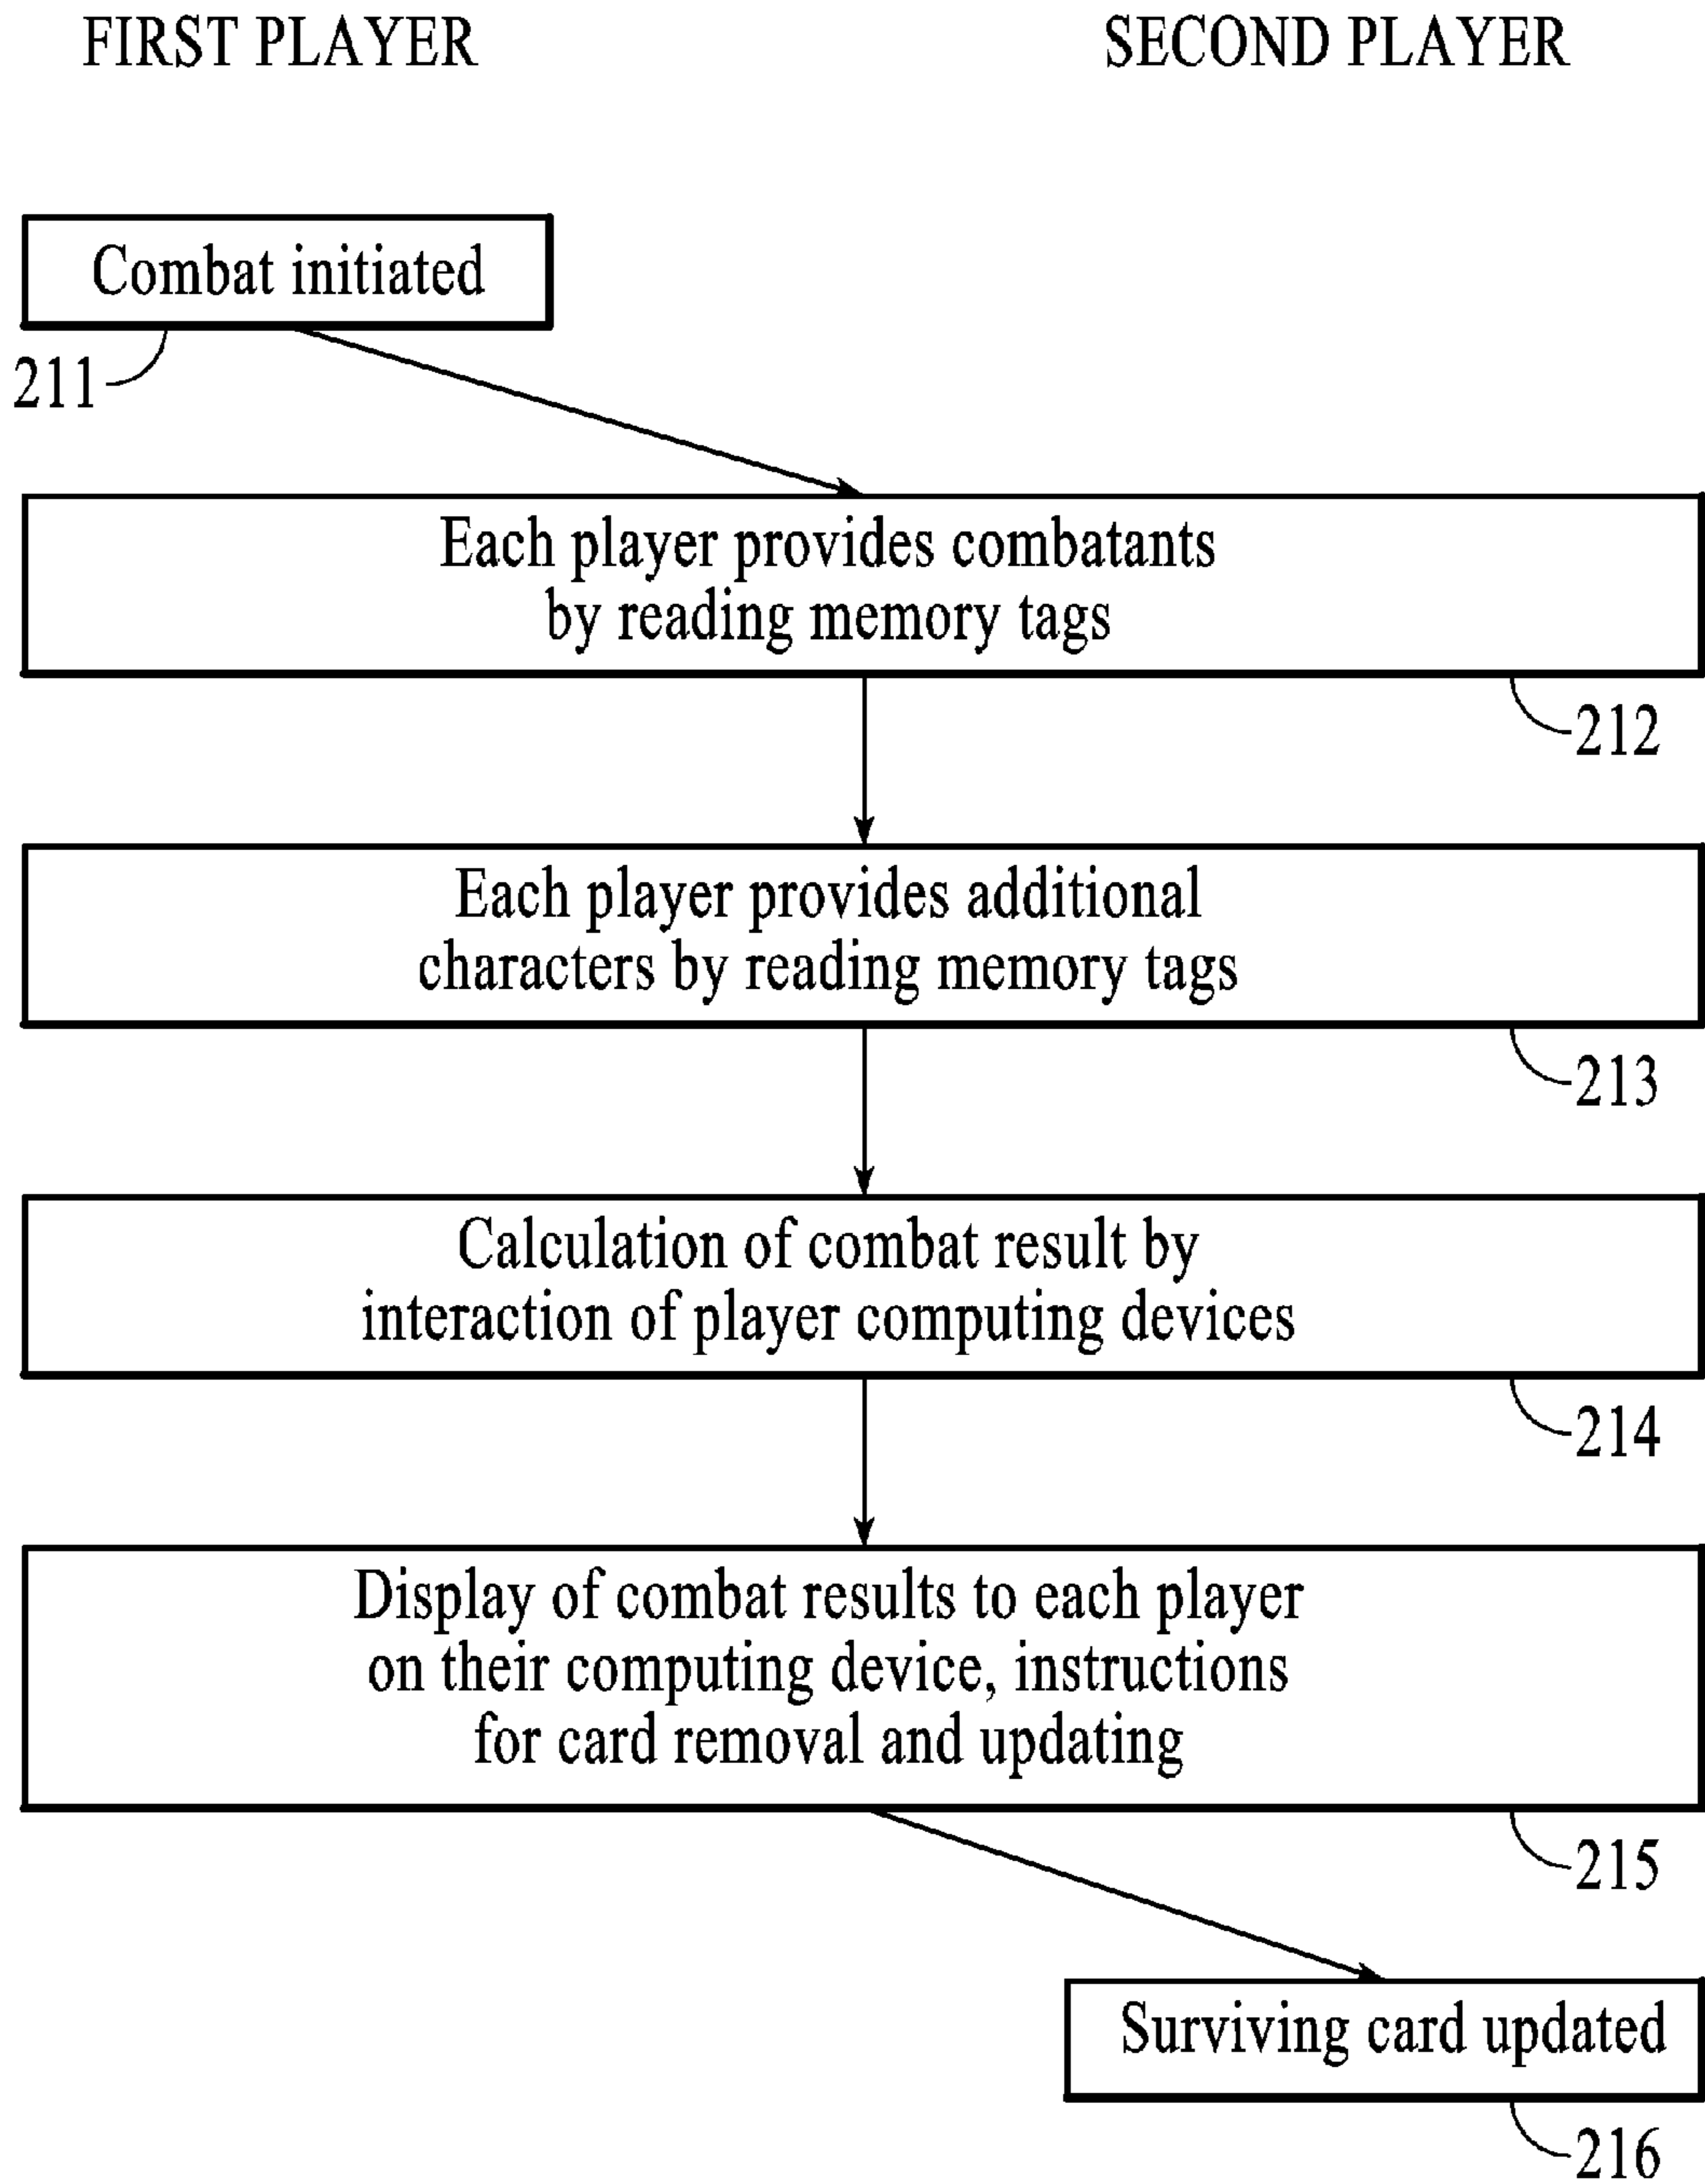 FIRST PLAYER
SECOND PLAYER
Combat initiated
211
Each player provides combatants
by reading memory tags
212
Each player provides additional
characters by reading memory tags
213
Calculation of combat result by
interaction of player computing devices
214
Display of combat results to each player
on their computing device, instructions
for card removal and updating
215
Surviving card updated
216